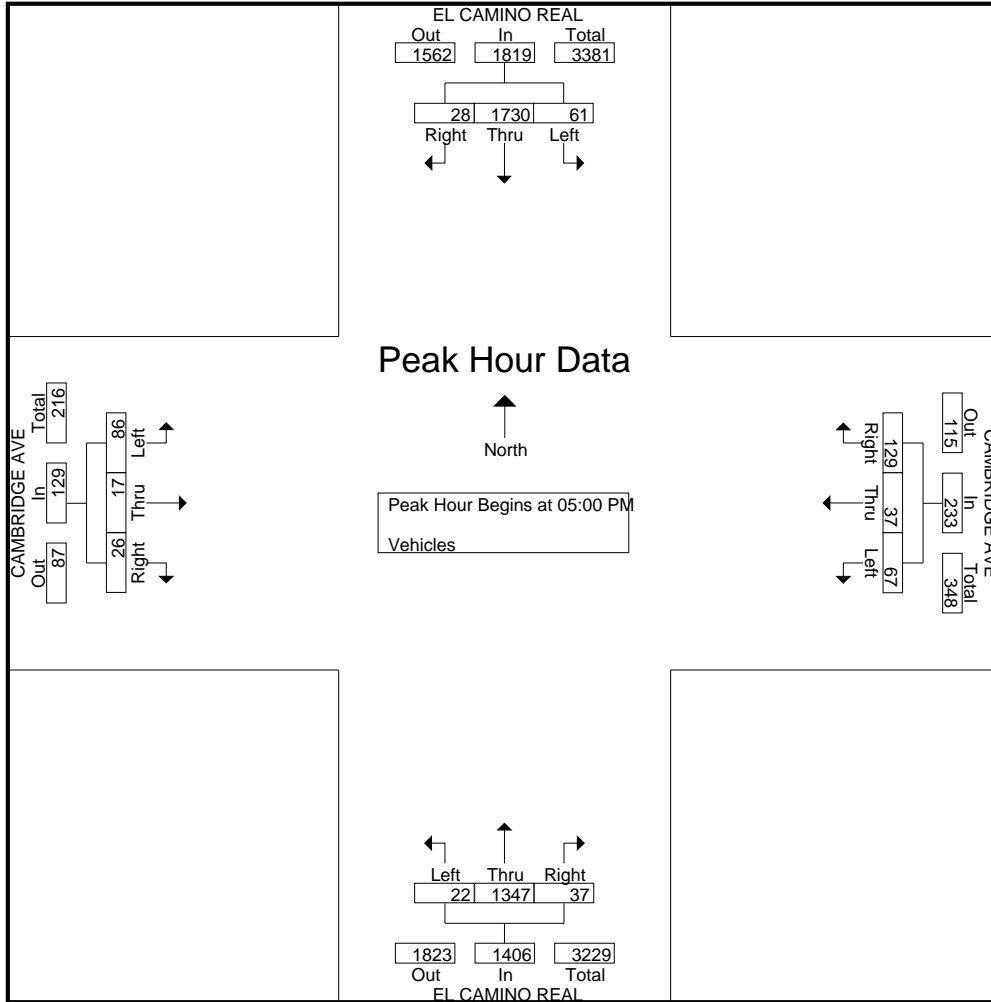 EL CAMINO REAL
Out In Total
1562 1819 3381
28 1730 61
Right Thru Left
Peak Hour Data
North
Peak Hour Begins at 05:00 PM
Vehicles
CAMBRIDGE AVE
Out In Total
87 129 216
Right Thru Left
26 17 86
CAMBRIDGE AVE
Out In Total
115 233 348
Right Thru Left
129 37 67
Left Thru Right
22 1347 37
1823 1406 3229
Out In Total
EL CAMINO REAL